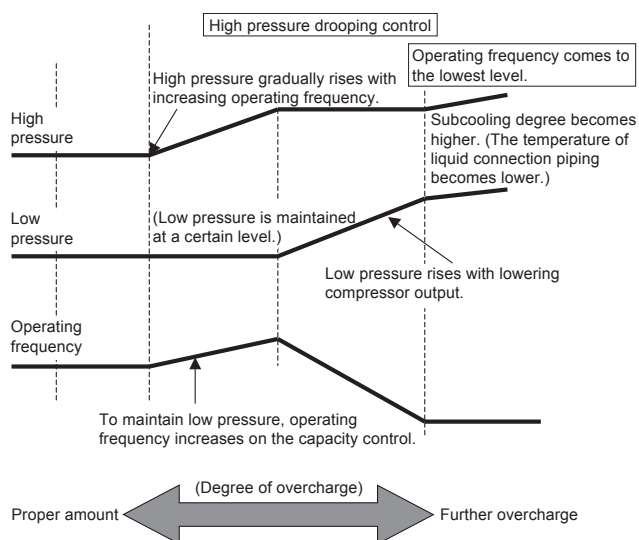 High pressure drooping control
Operating frequency comes to
the lowest level.
High pressure gradually rises with
increasing operating frequency.
High
pressure
Subcooling degree becomes
higher. (The temperature of
liquid connection piping
becomes lower.)
Low
pressure
(Low pressure is maintained
at a certain level.)
Low pressure rises with lowering
compressor output.
Operating
frequency
To maintain low pressure, operating
frequency increases on the capacity control.
(Degree of overcharge)
Proper amount
Further overcharge